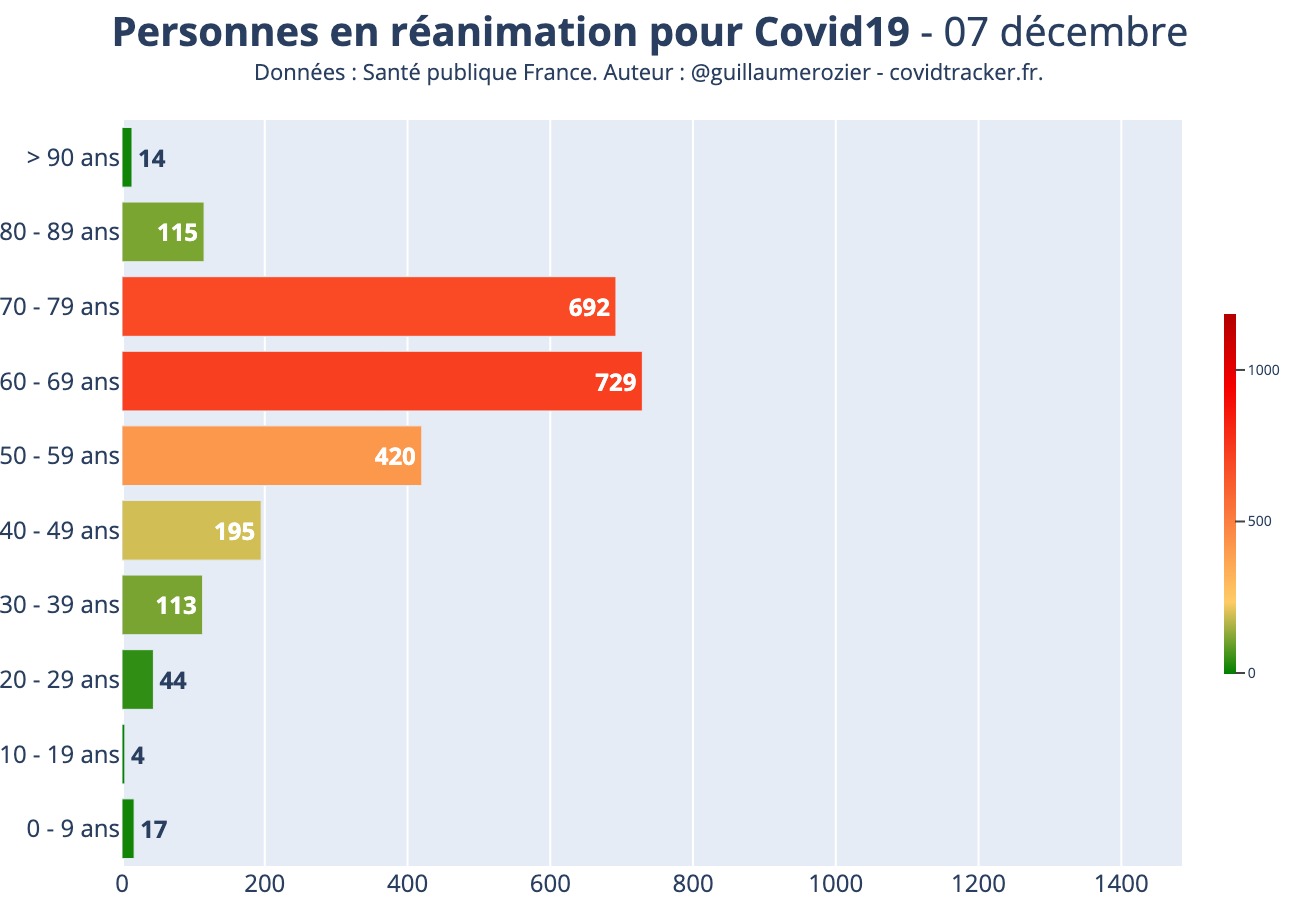 Personnes en réanimation pour Covid19 - 07 décembre
Données : Santé publique France. Auteur : @guillaumerozier - covidtracker.fr.
> 90 ans 14
80 - 89 ans 115
70 - 79 ans 692
60 - 69 ans 729
50 - 59 ans 420
40 - 49 ans 195
30 - 39 ans 113
20 - 29 ans 44
10 - 19 ans 4
0 - 9 ans 17
0 200 400 600 800 1000 1200 1400
1000
500
0